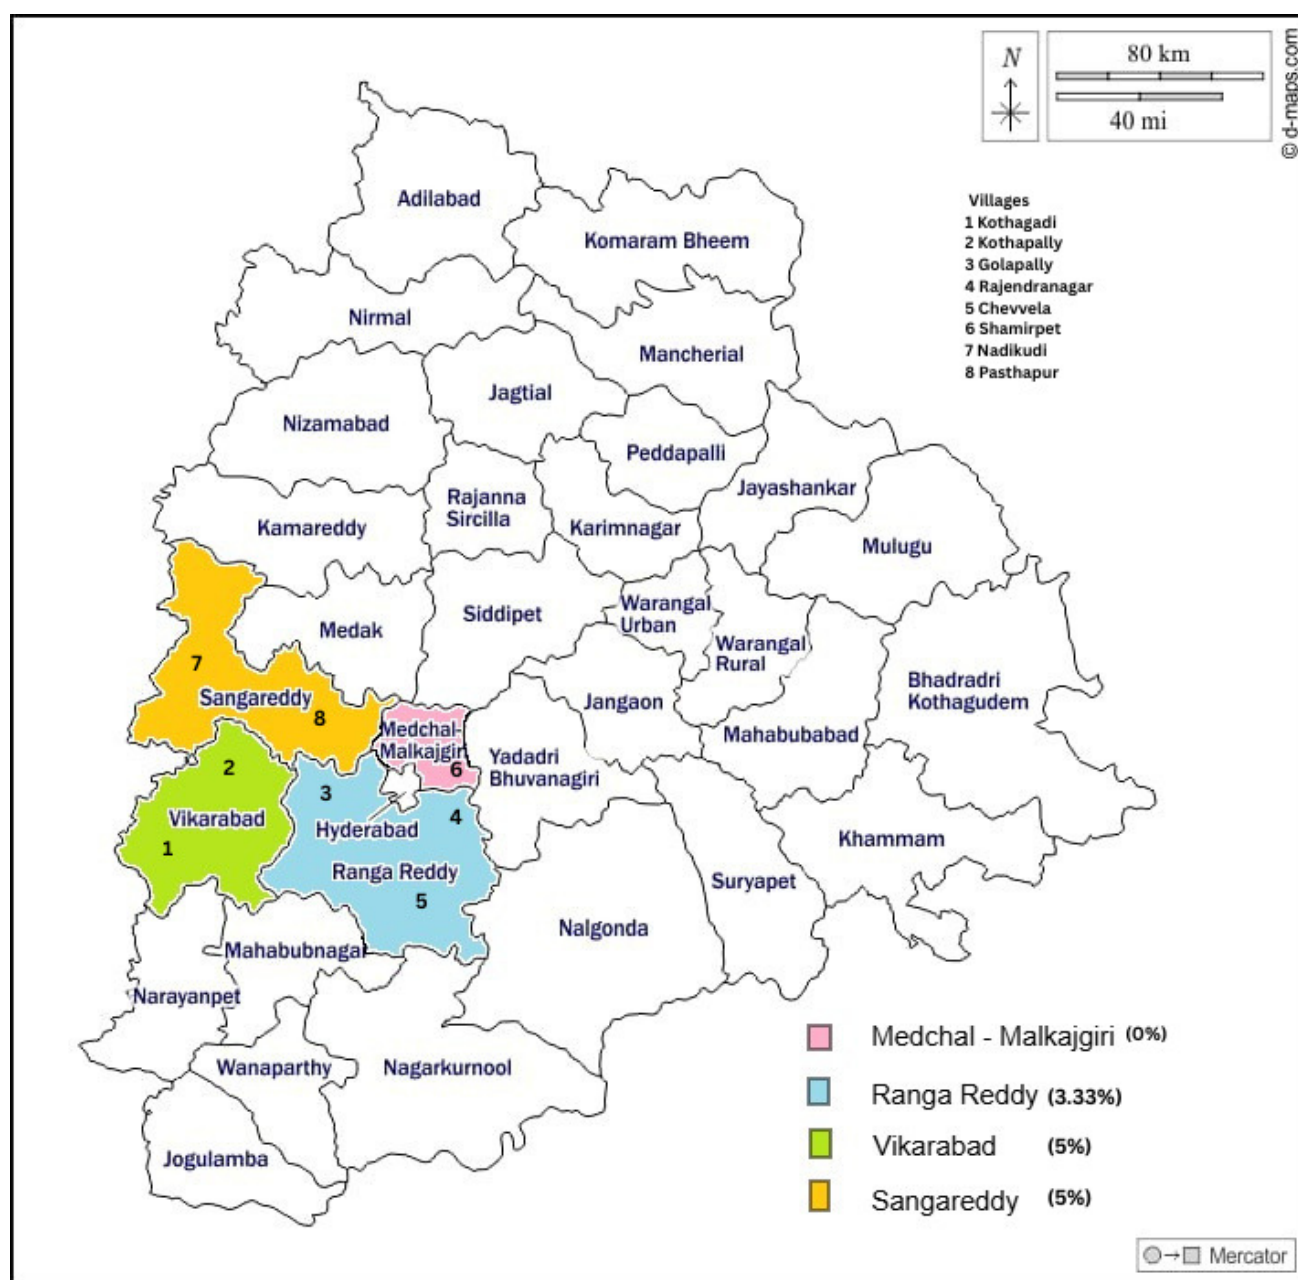 N
80 km
40 mi
© d-maps.com
Villages
1 Kothagadi
2 Kothapally
3 Golapally
4 Rajendranagar
5 Chevvela
6 Shamirpet
7 Nadikudi
8 Pasthapur
Adilabad
Komaram Bheem
Nirmal
Mancherial
Jagtial
Nizamabad
Peddapalli
Jayashankar
Rajanna
Sircilla
Karimnagar
Kamareddy
Mulugu
Siddipet
Warangal
Urban
Medak
Warangal
Rural
7
Sangareddy
8
Jangaon
Bhadradri
Kothagudem
Medchal-
Malkajgiri
6
Mahabubabad
Yadadri
Bhuvanagiri
2
Vikarabad
1
3
4
Hyderabad
Ranga Reddy
5
Khammam
Suryapet
Nalgonda
Mahabubnagar
Narayanpet
Wanaparthy
Nagarkurnool
Jogulamba
Medchal - Malkajgiri (0%)
Ranga Reddy (3.33%)
Vikarabad (5%)
Sangareddy (5%)
Mercator